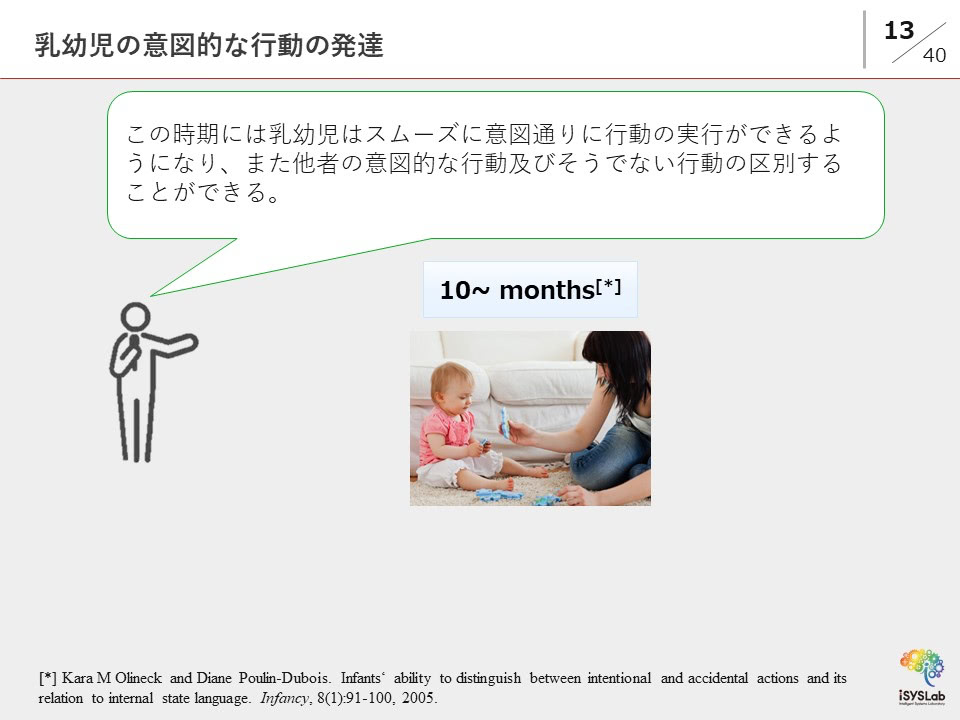 乳幼児の意図的な行動の発達
13
40
この時期には乳幼児はスムーズに意図通りに行動の実行ができるよ
うになり、また他者の意図的な行動及びそうでない行動の区別する
ことができる。
10~ months[*]
[*] Kara M Olineck and Diane Poulin-Dubois. Infants‘ ability to distinguish between intentional and accidental actions and its
relation to internal state language. Infancy, 8(1):91-100, 2005.
iSYSLab
Intelligent Systems Laboratory